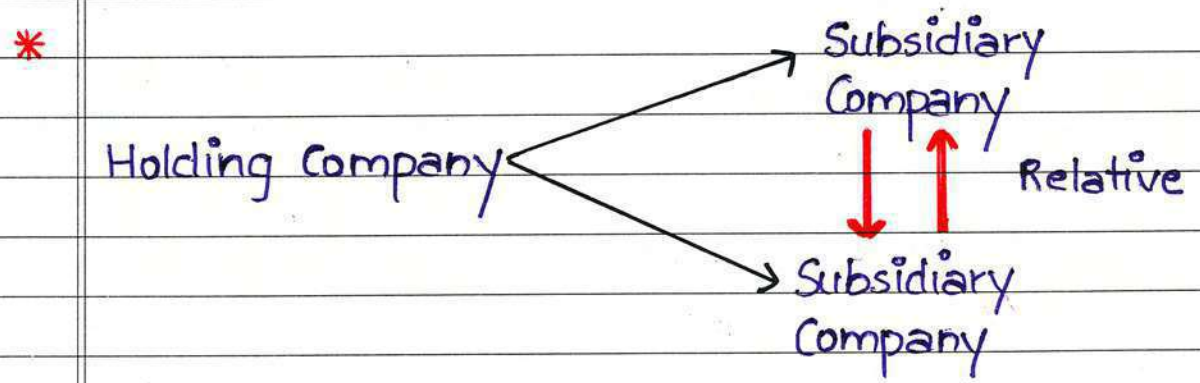 *
Subsidiary
Company
Holding Company
Relative
Subsidiary
Company